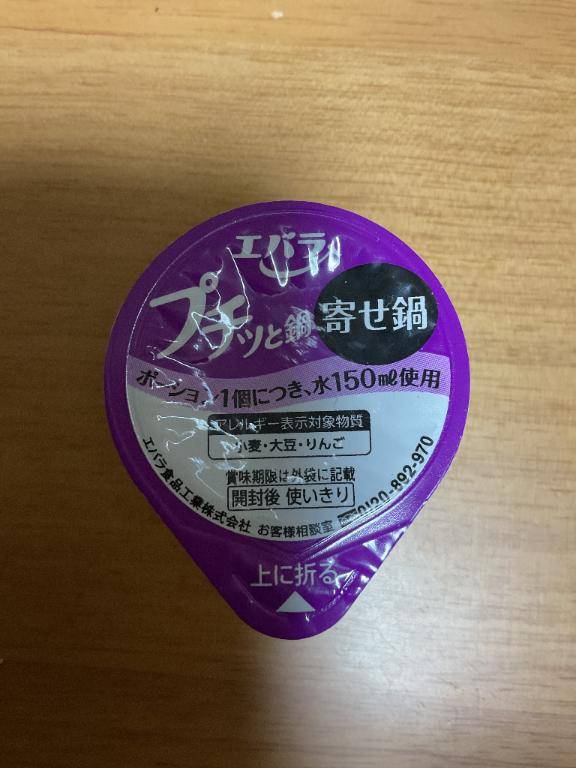 エバラ
プチッと鍋
寄せ鍋
ポーション1個につき、水150mℓ使用
アレルギー表示対象物質
小麦・大豆・りんご
賞味期限は外袋に記載
開封後 使いきり
エバラ食品工業株式会社 お客様相談室 0120-892-970
上に折る